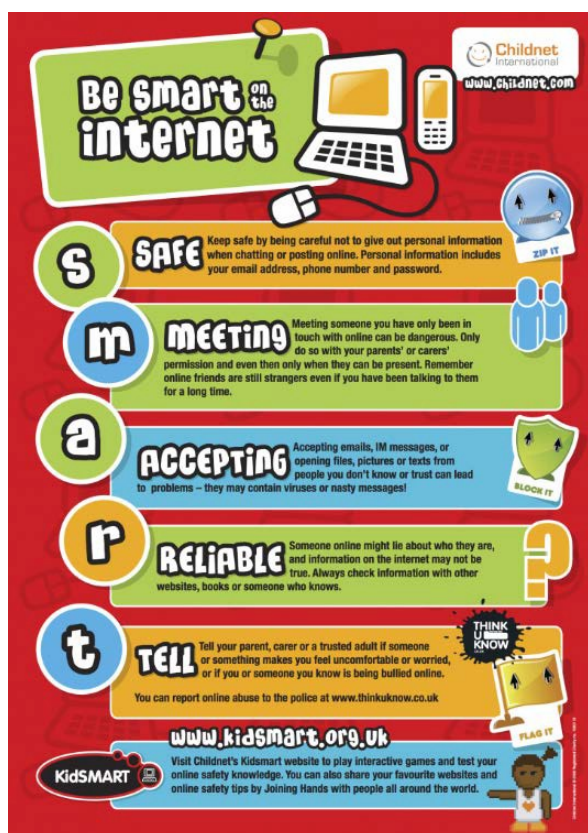 Be smart on the
internet
Childnet
International
www.childnet.com
s
SAFE
Keep safe by being careful not to give out personal information
when chatting or posting online. Personal information includes
your email address, phone number and password.
ZIP IT
m
MEETING
Meeting someone you have only been in
touch with online can be dangerous. Only
do so with your parents' or carers'
permission and even then only when they can be present. Remember
online friends are still strangers even if you have been talking to them
for a long time.
a
ACCEPTING
Accepting emails, IM messages, or
opening files, pictures or texts from
people you don't know or trust can lead
to problems – they may contain viruses or nasty messages!
BLOCK IT
r
RELIABLE
Someone online might lie about who they are,
and information on the internet may not be
true. Always check information with other
websites, books or someone who knows.
?
t
TELL
Tell your parent, carer or a trusted adult if someone
or something makes you feel uncomfortable or worried,
or if you or someone you know is being bullied online.
You can report online abuse to the police at www.thinkuknow.co.uk
THINK
U
KNOW
FLAG IT
www.kidsmart.org.uk
KidSMART
Visit Childnet's Kidsmart website to play interactive games and test your
online safety knowledge. You can also share your favourite websites and
online safety tips by Joining Hands with people all around the world.